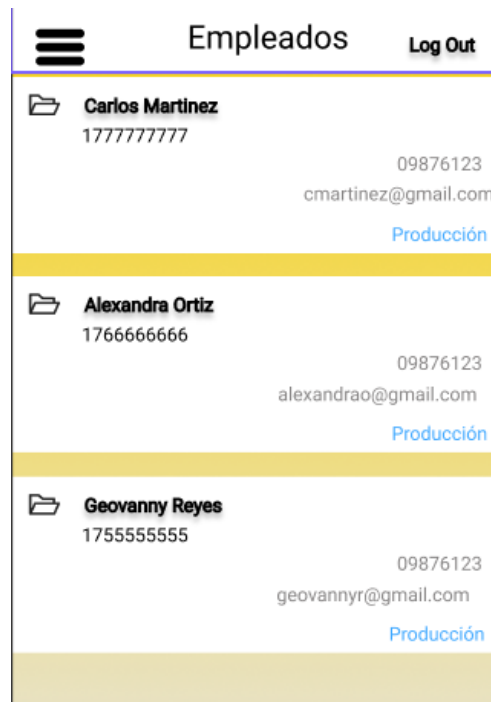 Empleados
Log Out
Carlos Martinez
1777777777
09876123
cmartinez@gmail.com
Producción
Alexandra Ortiz
1766666666
09876123
alexandrao@gmail.com
Producción
Geovanny Reyes
1755555555
09876123
geovannyr@gmail.com
Producción